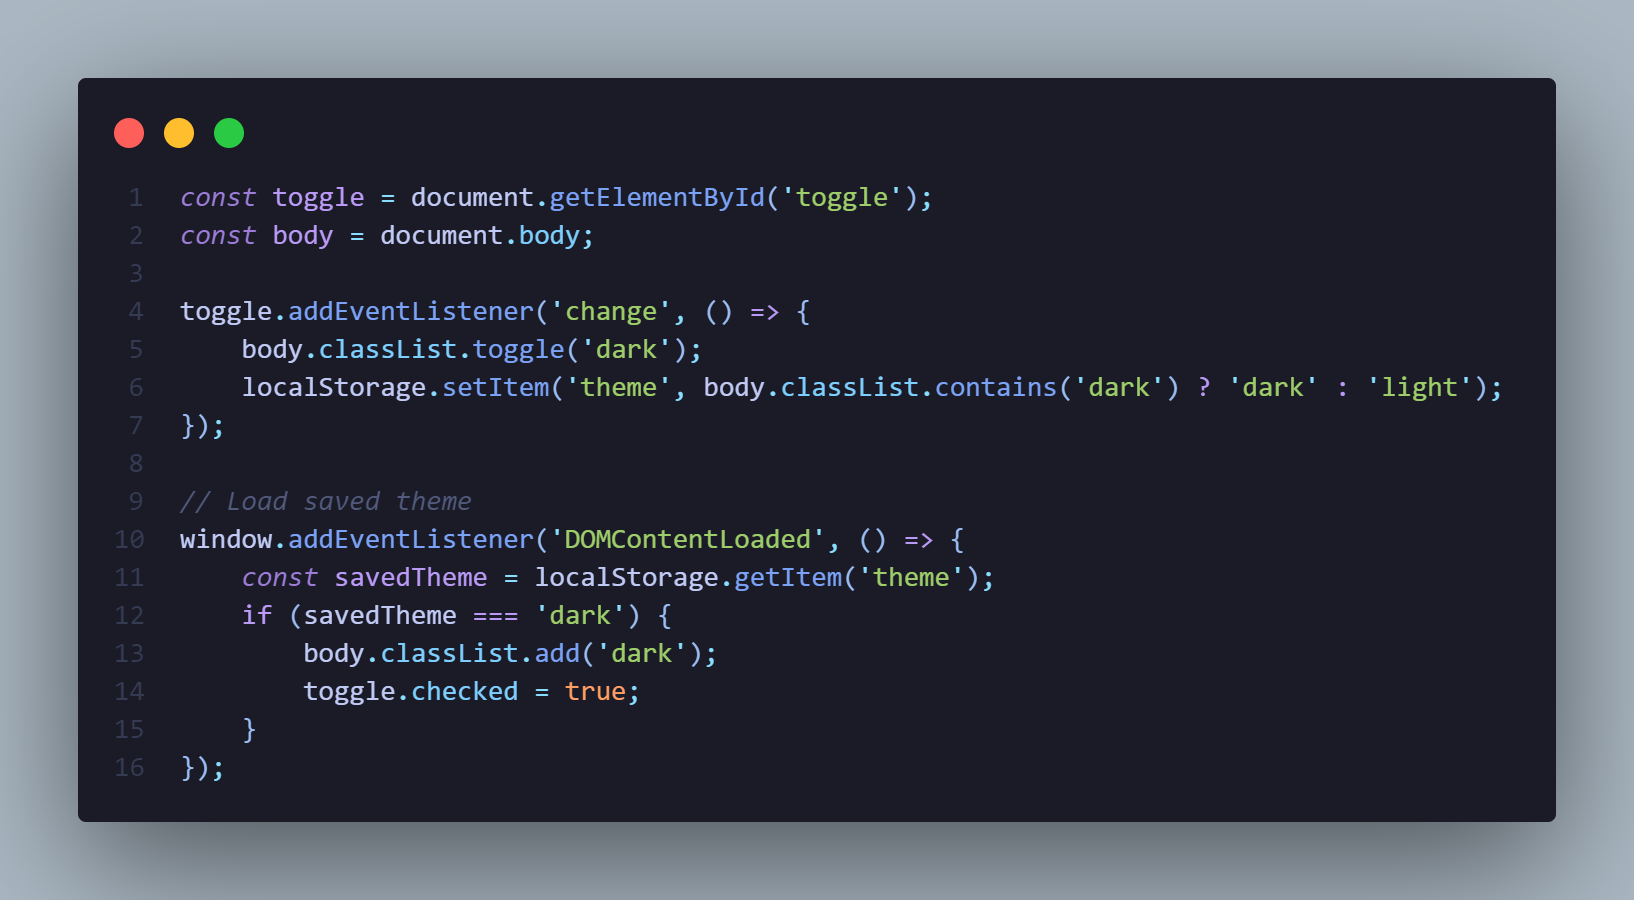 1 const toggle = document.getElementById('toggle');
2 const body = document.body;
3
4 toggle.addEventListener('change', () => {
5     body.classList.toggle('dark');
6     localStorage.setItem('theme', body.classList.contains('dark') ? 'dark' : 'light');
7 });
8
9 // Load saved theme
10 window.addEventListener('DOMContentLoaded', () => {
11     const savedTheme = localStorage.getItem('theme');
12     if (savedTheme === 'dark') {
13         body.classList.add('dark');
14         toggle.checked = true;
15     }
16 });